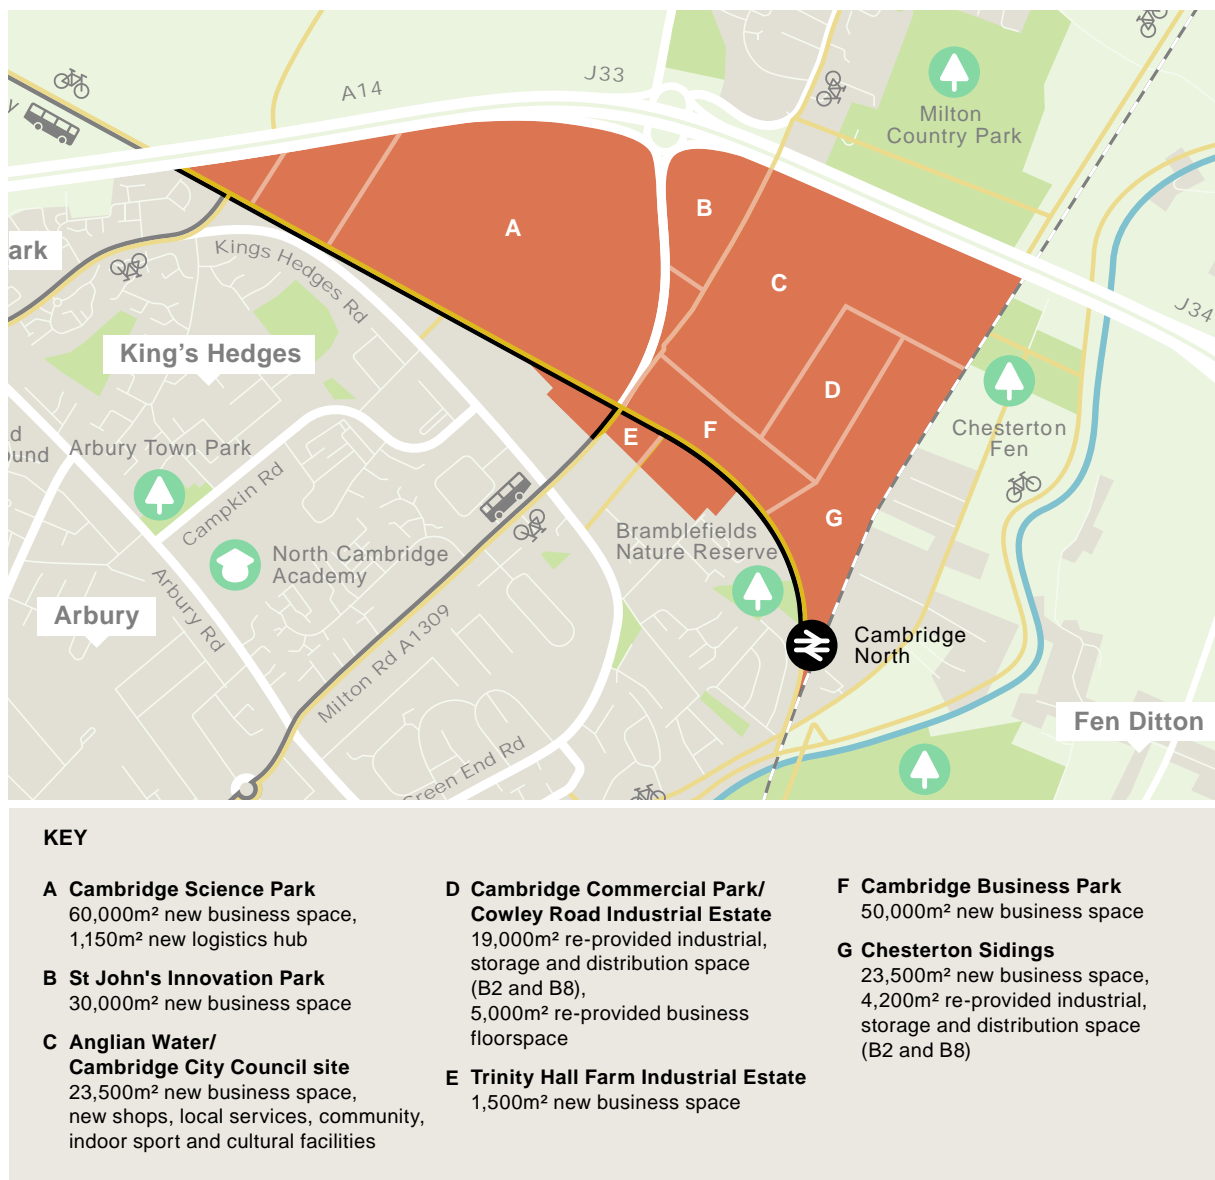 A14
J33
Milton
Country Park
y
ark
Kings Hedges Rd
A
B
C
J34
King's Hedges
D
Chesterton
Fen
F
E
d
ound
Arbury Town Park
Campkin Rd
G
Bramblefields
Nature Reserve
North Cambridge
Academy
Arbury Rd
Arbury
Milton Rd A1309
Cambridge
North
Fen Ditton
Green End Rd
KEY
A Cambridge Science Park
60,000m² new business space,
1,150m² new logistics hub
B St John's Innovation Park
30,000m² new business space
C Anglian Water/
Cambridge City Council site
23,500m² new business space,
new shops, local services, community,
indoor sport and cultural facilities
D Cambridge Commercial Park/
Cowley Road Industrial Estate
19,000m² re-provided industrial,
storage and distribution space
(B2 and B8),
5,000m² re-provided business
floorspace
E Trinity Hall Farm Industrial Estate
1,500m² new business space
F Cambridge Business Park
50,000m² new business space
G Chesterton Sidings
23,500m² new business space,
4,200m² re-provided industrial,
storage and distribution space
(B2 and B8)